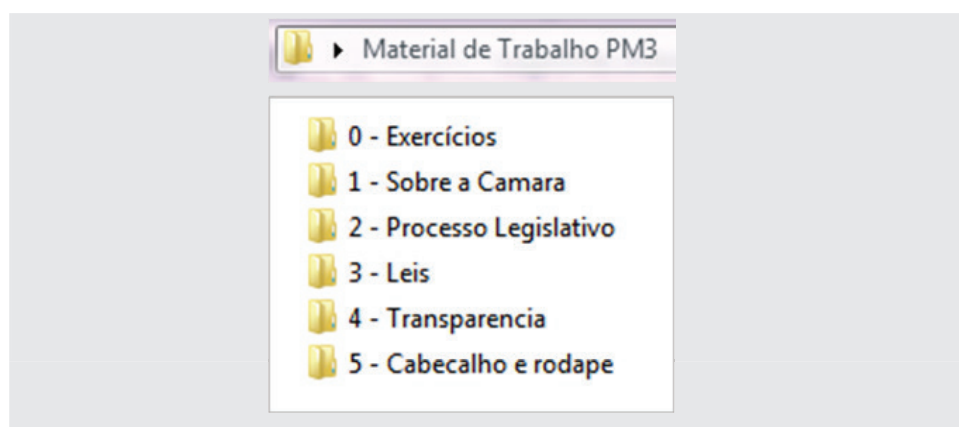 Material de Trabalho PM3
0 - Exercícios
1 - Sobre a Camara
2 - Processo Legislativo
3 - Leis
4 - Transparencia
5 - Cabecalho e rodape